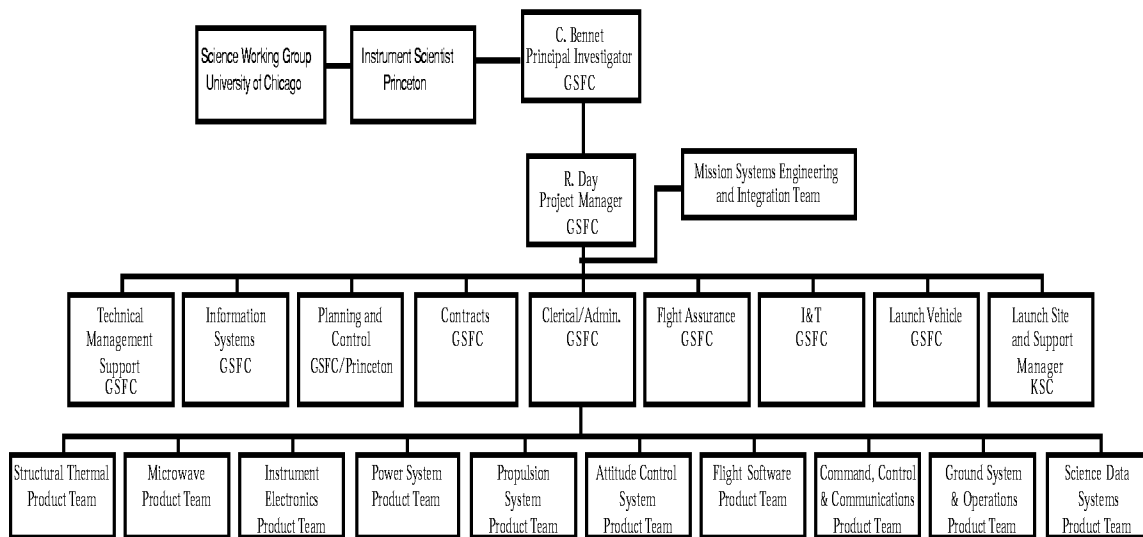 Science Working Group
University of Chicago
Instrument Scientist
Princeton
C. Bennet
Principal Investigator
GSFC
R. Day
Project Manager
GSFC
Mission Systems Engineering
and Integration Team
Technical
Management
Support
GSFC
Information
Systems
GSFC
Planning and
Control
GSFC/Princeton
Contracts
GSFC
Clerical/Admin.
GSFC
Flght Assurance
GSFC
I&T
GSFC
Launch Vehicle
GSFC
Launch Site
and Support
Manager
KSC
Structural Thermal
Product Team
Microwave
Product Team
Instrument
Electronics
Product Team
Power System
Product Team
Propulsion
System
Product Team
Attitude Control
System
Product Team
Flight Software
Product Team
Command, Control
& Communications
Product Team
Ground System
& Operations
Product Team
Science Data
Systems
Product Team